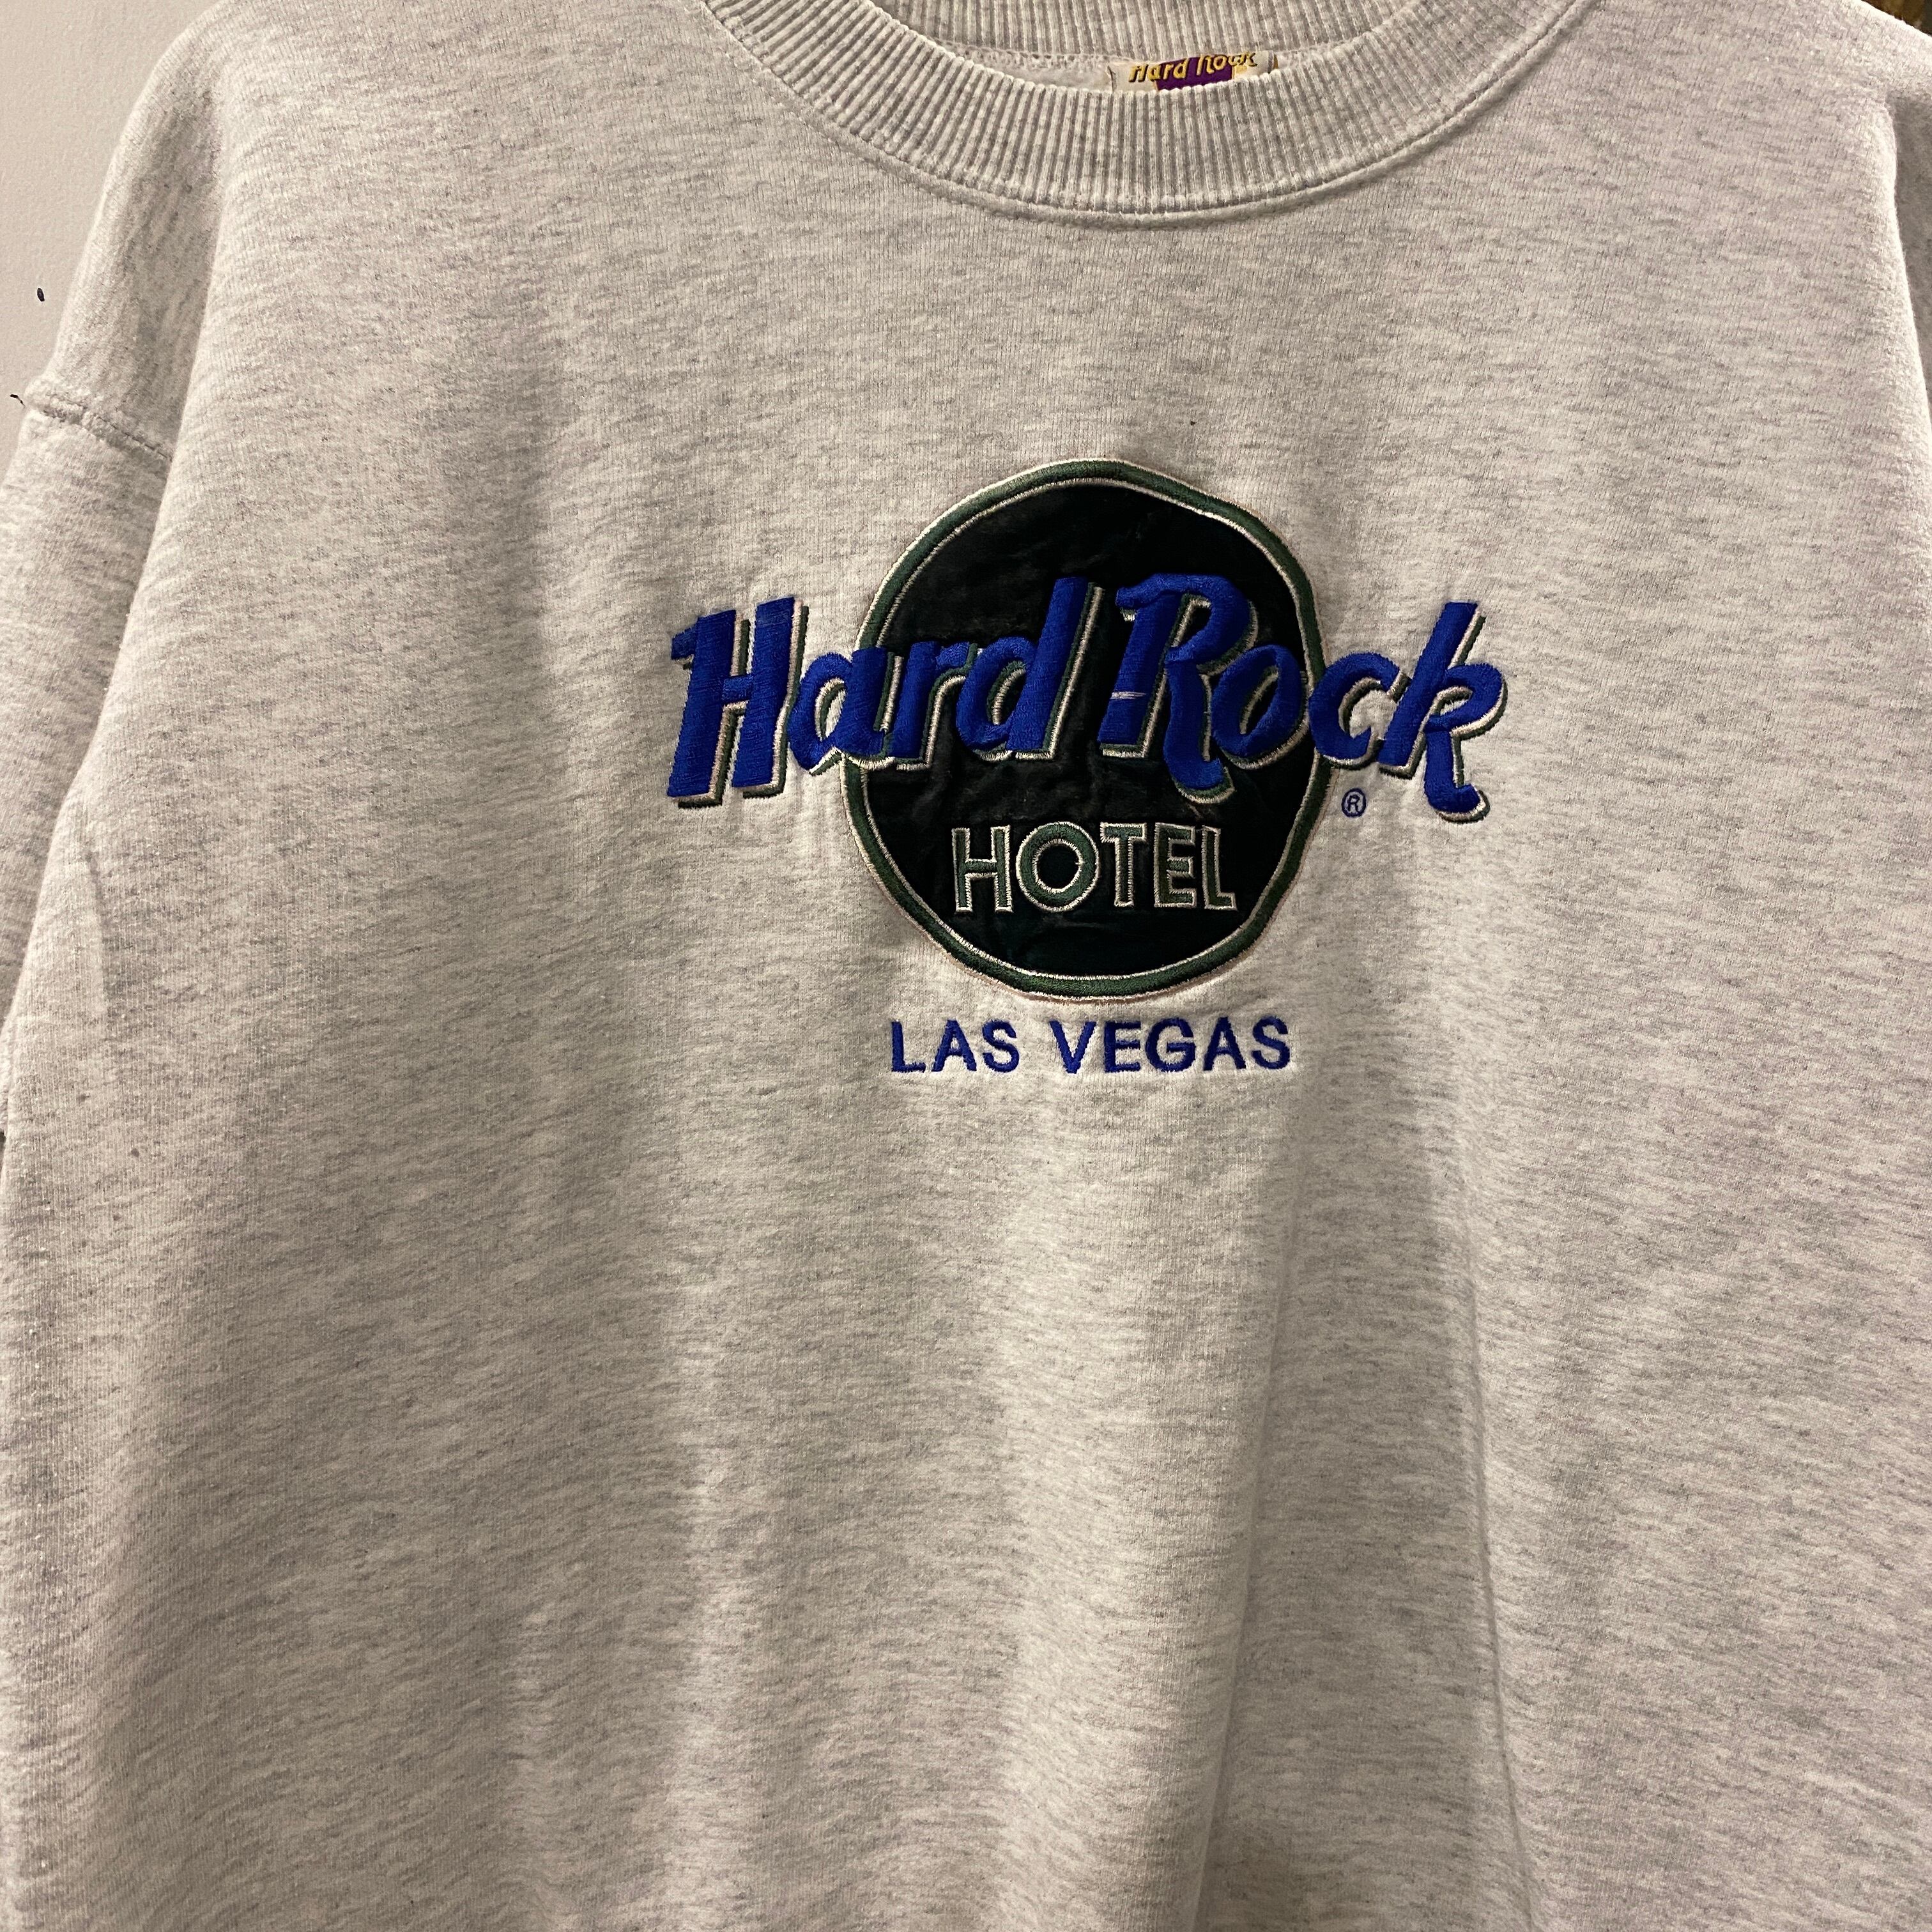 Hard Rock
Hard Rock
®
HOTEL
LAS VEGAS